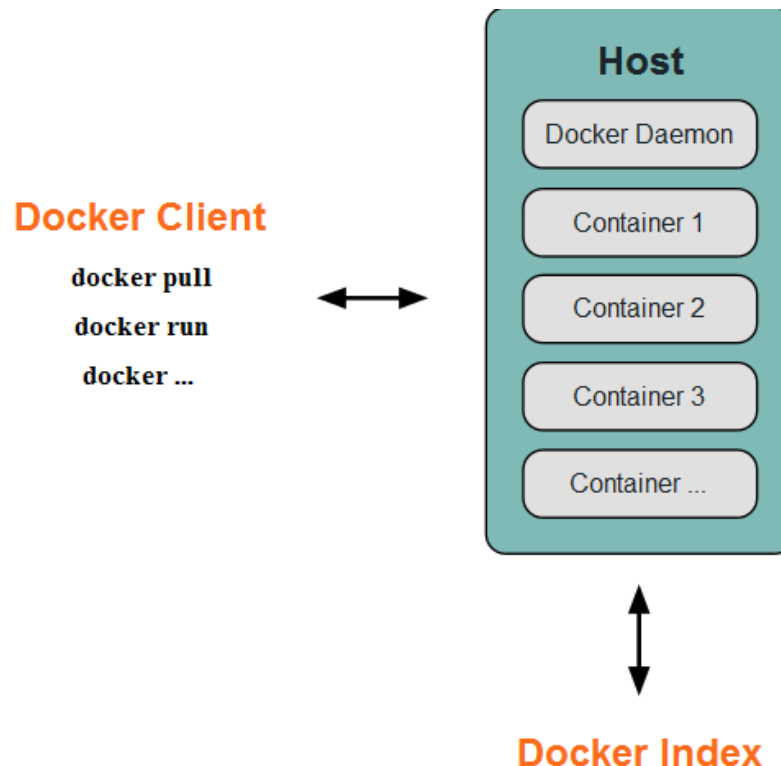 Host
Docker Daemon
Container 1
Container 2
Container 3
Container ...
Docker Client
docker pull
docker run
docker ...
Docker Index